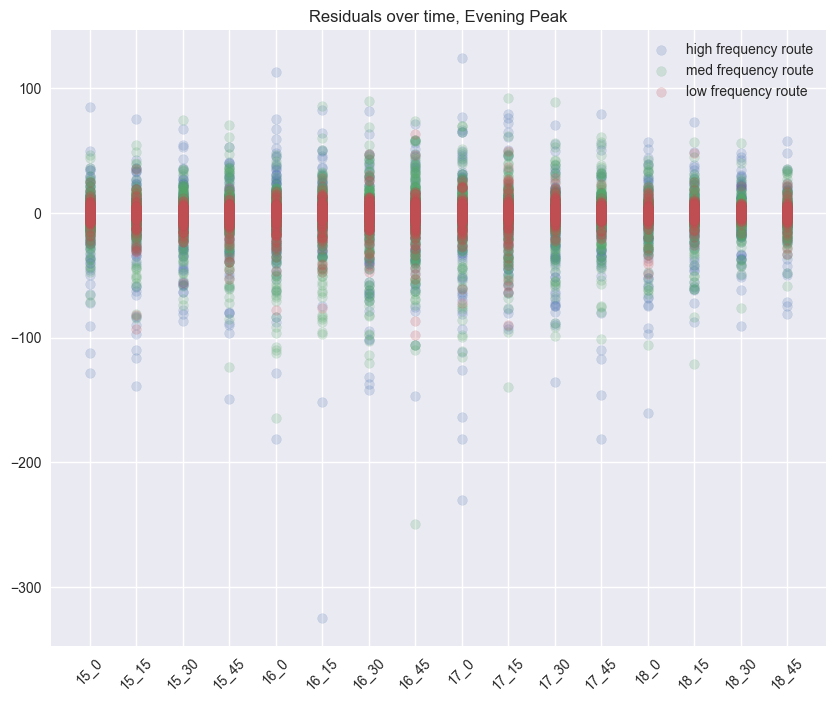 Residuals over time, Evening Peak
high frequency route
med frequency route
low frequency route
100
0
−100
−200
−300
15_0 15_15 15_30 15_45 16_0 16_15 16_30 16_45 17_0 17_15 17_30 17_45 18_0 18_15 18_30 18_45